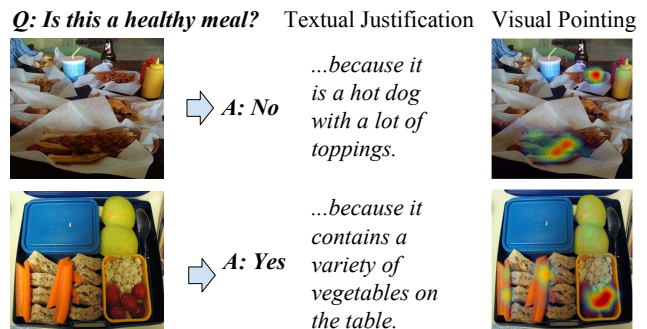 Q: Is this a healthy meal? Textual Justification Visual Pointing
A: No
...because it
is a hot dog
with a lot of
toppings.
A: Yes
...because it
contains a
variety of
vegetables on
the table.